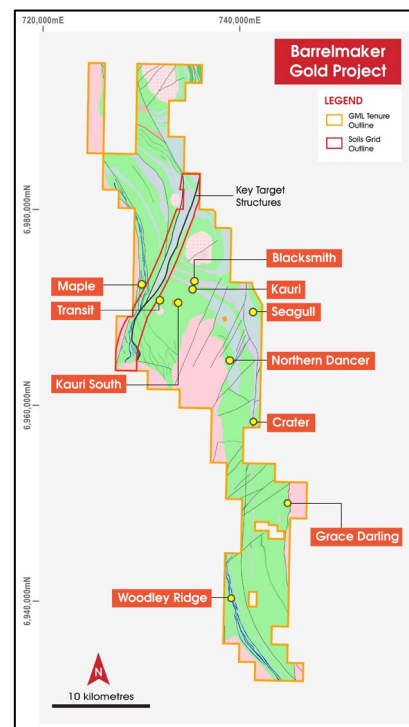 720,000mE
740,000mE
Barrelmaker
Gold Project
LEGEND
GML Tenure
Outline
Soils Grid
Outline
6,980,000mN
Key Target
Structures
Blacksmith
Maple
Kauri
Transit
Seagull
Northern Dancer
Kauri South
6,960,000mN
Crater
Grace Darling
Woodley Ridge
6,940,000mN
N
10 kilometres